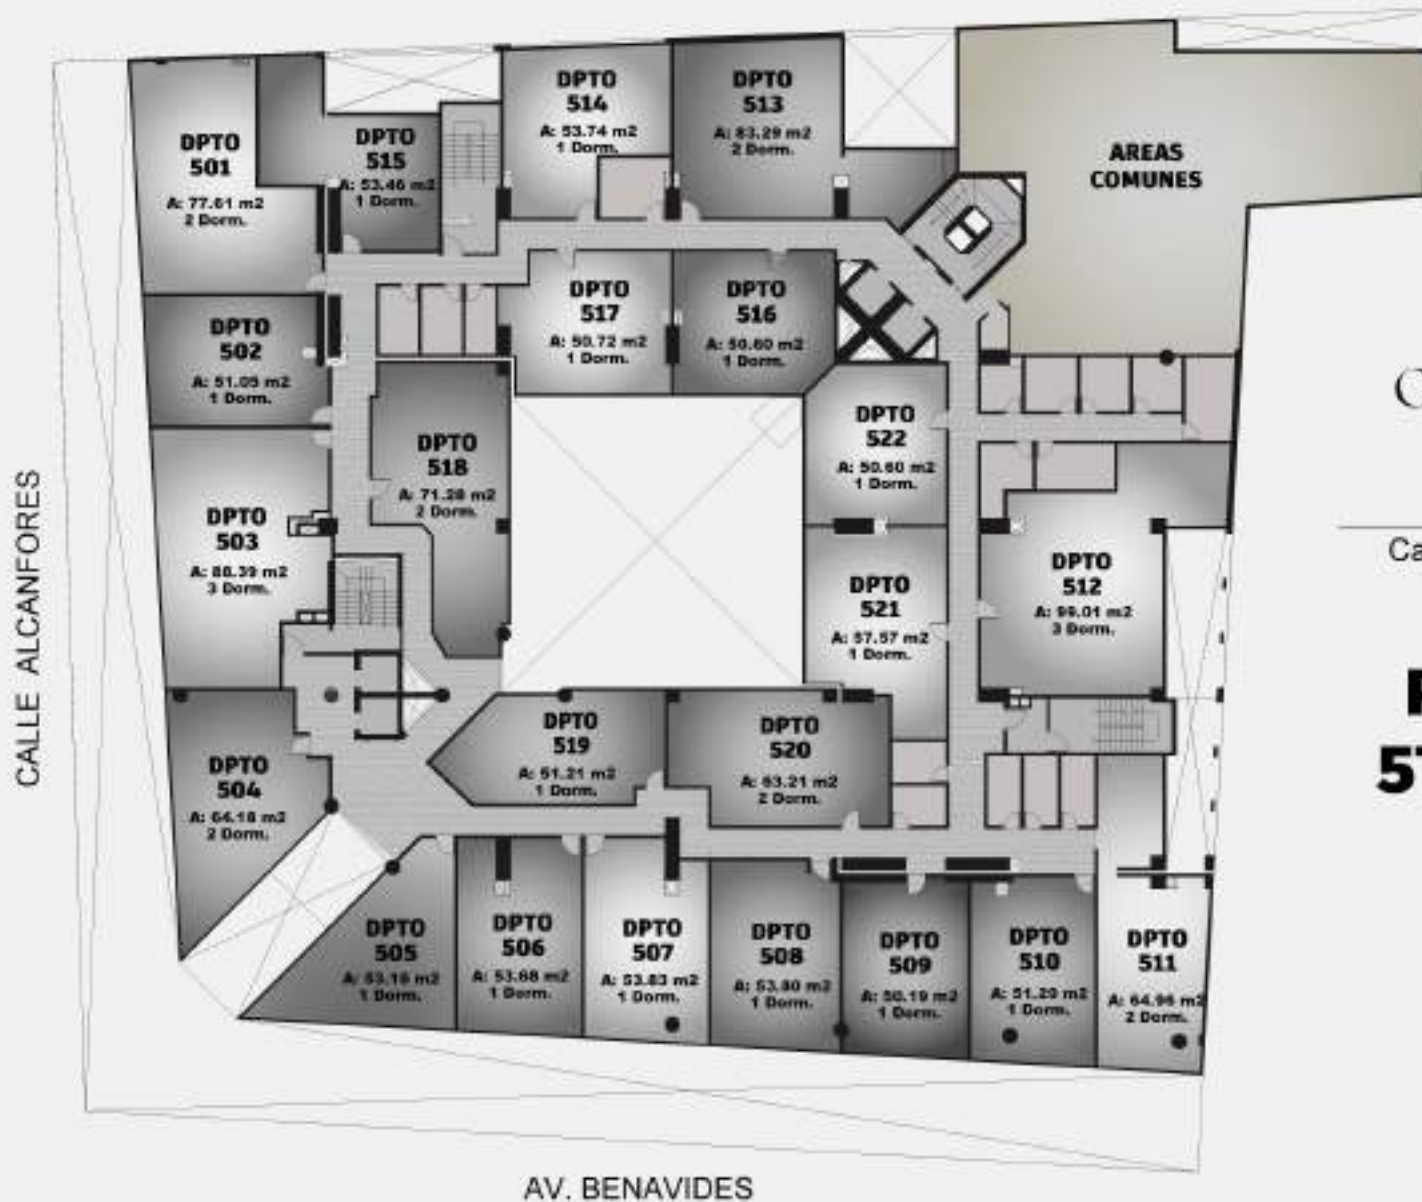 DPTO
514
A: 53.74 m2
1 Dorm.
DPTO
513
A: 83.29 m2
2 Dorm.
DPTO
501
A: 77.61 m2
2 Dorm.
DPTO
515
A: 53.46 m2
1 Dorm.
AREAS
COMUNES
DPTO
502
A: 51.05 m2
1 Dorm.
DPTO
517
A: 50.72 m2
1 Dorm.
DPTO
516
A: 50.60 m2
1 Dorm.
DPTO
518
A: 71.28 m2
2 Dorm.
DPTO
522
A: 50.60 m2
1 Dorm.
CALLE ALCANFORES
DPTO
503
A: 88.39 m2
3 Dorm.
DPTO
521
A: 57.57 m2
1 Dorm.
DPTO
512
A: 99.01 m2
3 Dorm.
Ca
DPTO
504
A: 64.18 m2
2 Dorm.
DPTO
519
A: 51.21 m2
1 Dorm.
DPTO
520
A: 63.21 m2
2 Dorm.
DPTO
505
A: 53.16 m2
1 Dorm.
DPTO
506
A: 53.68 m2
1 Dorm.
DPTO
507
A: 53.83 m2
1 Dorm.
DPTO
508
A: 53.80 m2
1 Dorm.
DPTO
509
A: 50.19 m2
1 Dorm.
DPTO
510
A: 51.29 m2
1 Dorm.
DPTO
511
A: 64.96 m2
2 Dorm.
AV. BENAVIDES